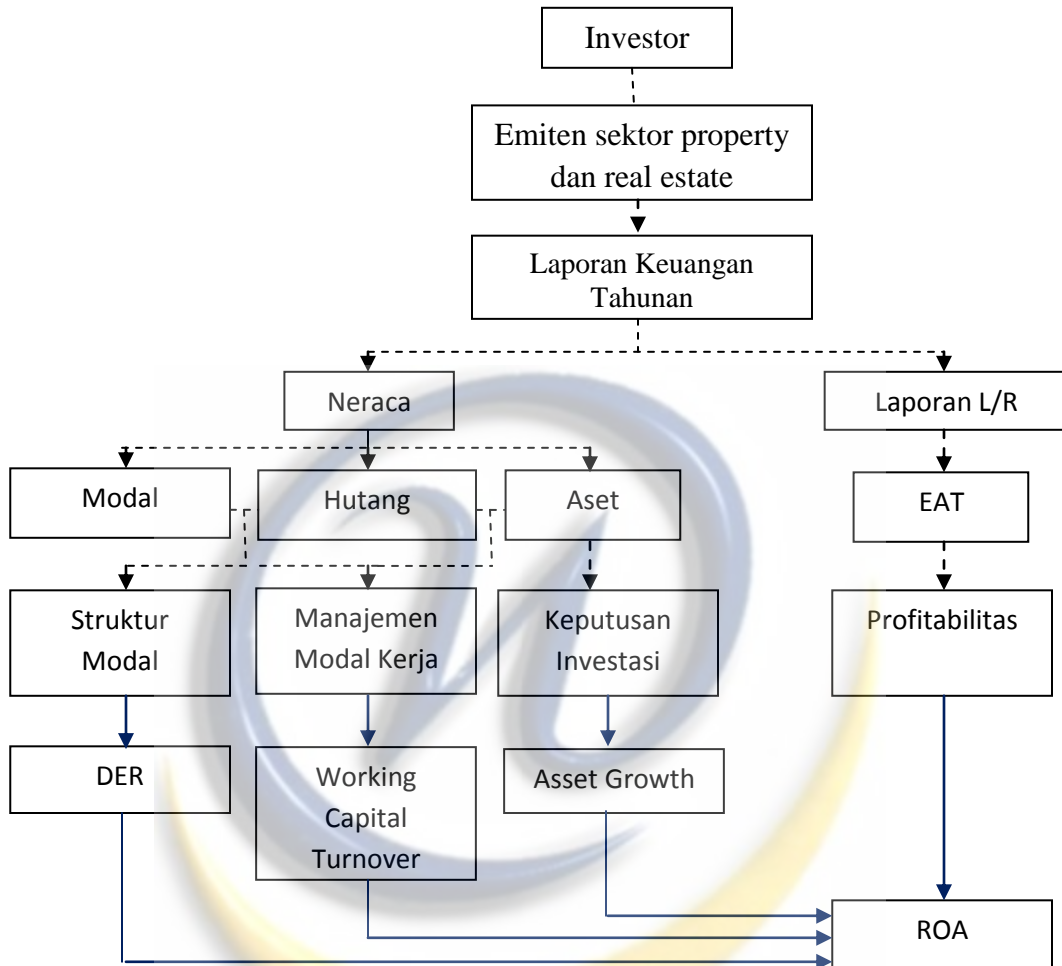 Investor
Emiten sektor property
dan real estate
Laporan Keuangan
Tahunan
Neraca
Laporan L/R
Modal
Hutang
Aset
EAT
Struktur
Modal
Manajemen
Modal Kerja
Keputusan
Investasi
Profitabilitas
DER
Working
Capital
Turnover
Asset Growth
ROA